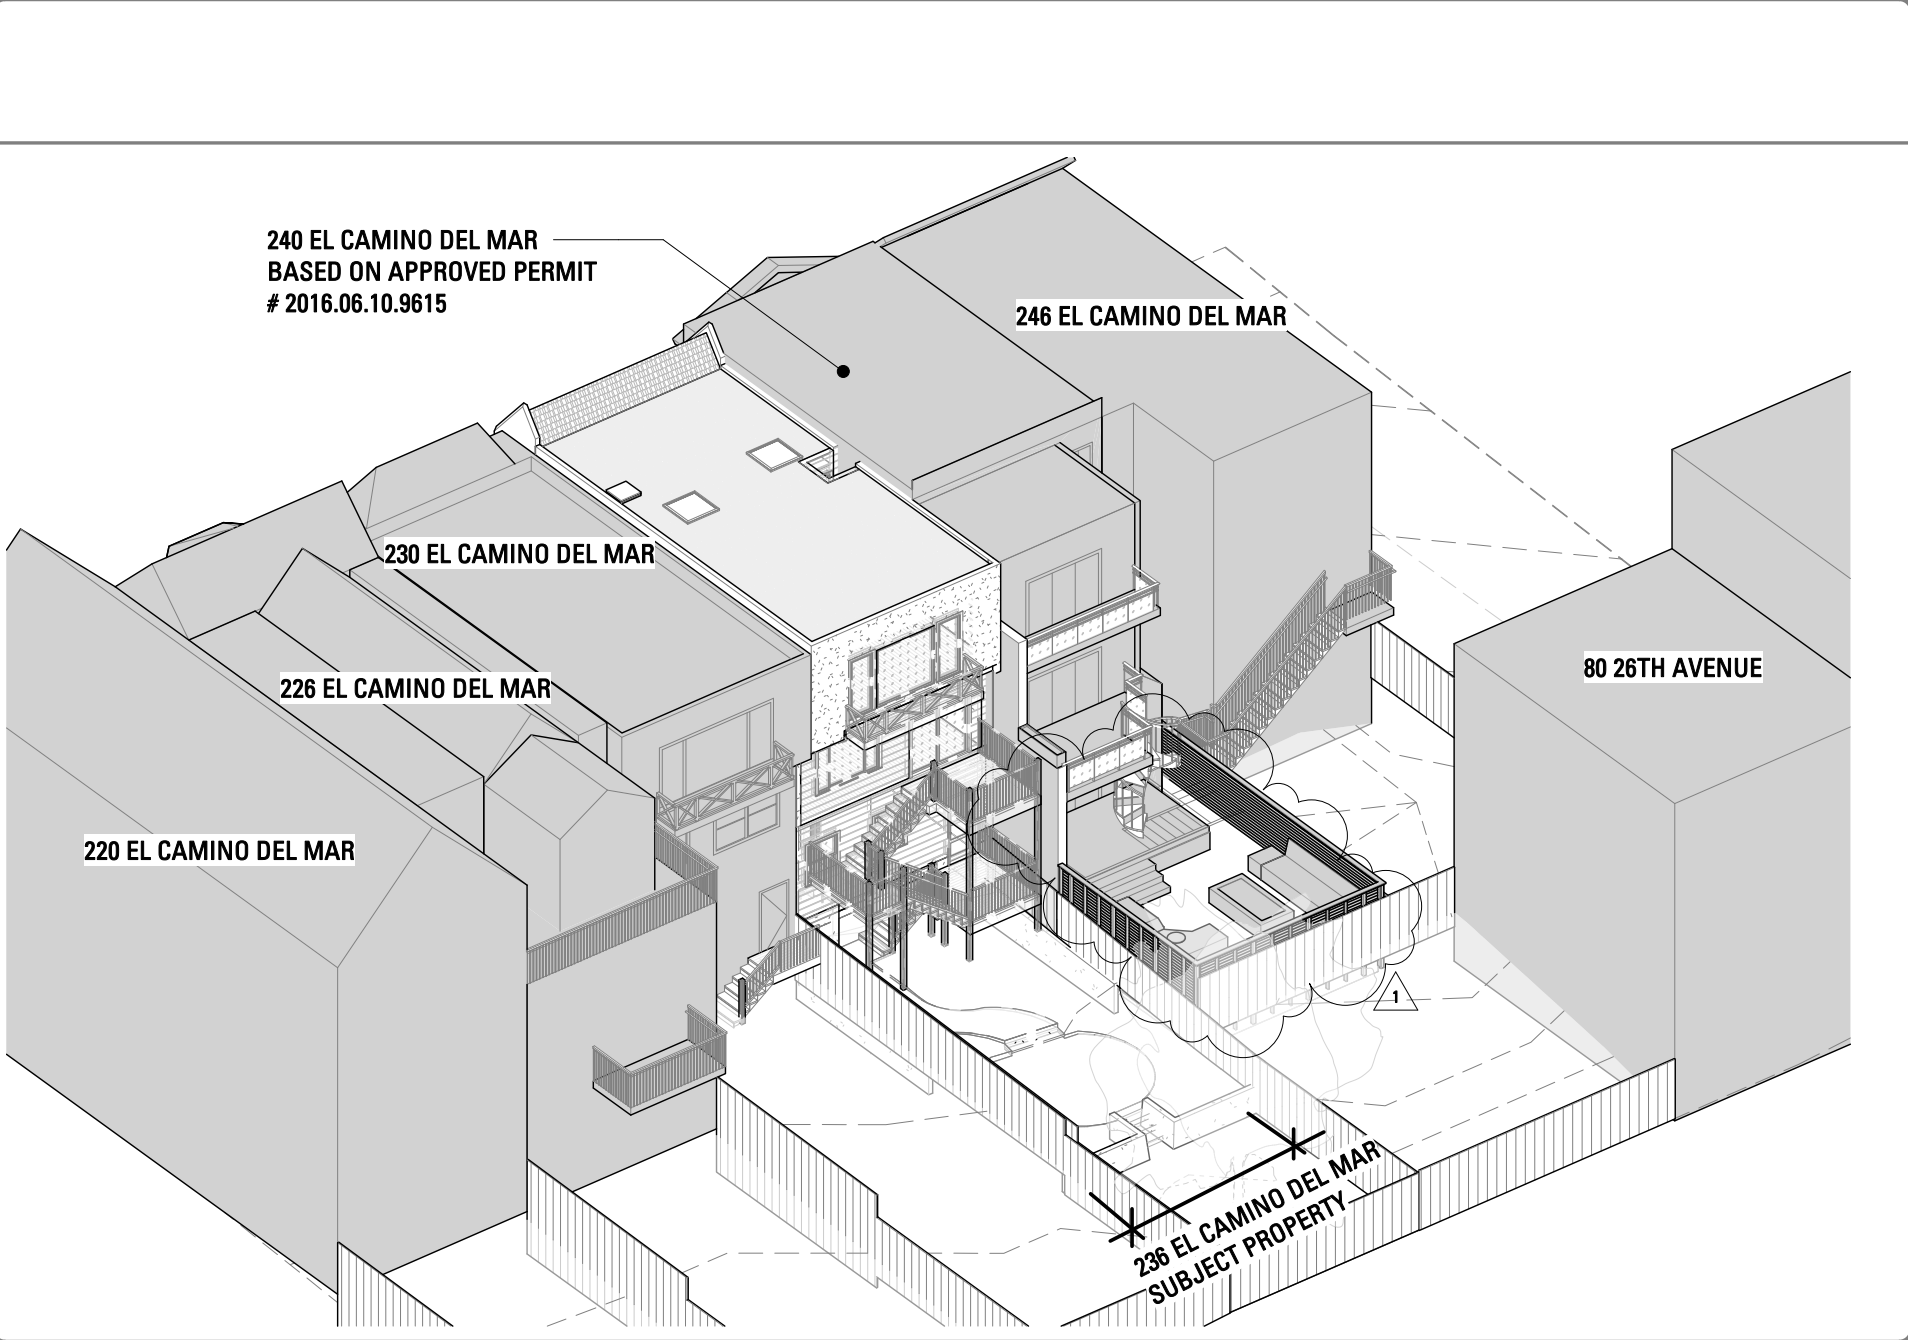 240 EL CAMINO DEL MAR
BASED ON APPROVED PERMIT
# 2016.06.10.9615
246 EL CAMINO DEL MAR
230 EL CAMINO DEL MAR
80 26TH AVENUE
226 EL CAMINO DEL MAR
220 EL CAMINO DEL MAR
1
236 EL CAMINO DEL MAR
SUBJECT PROPERTY